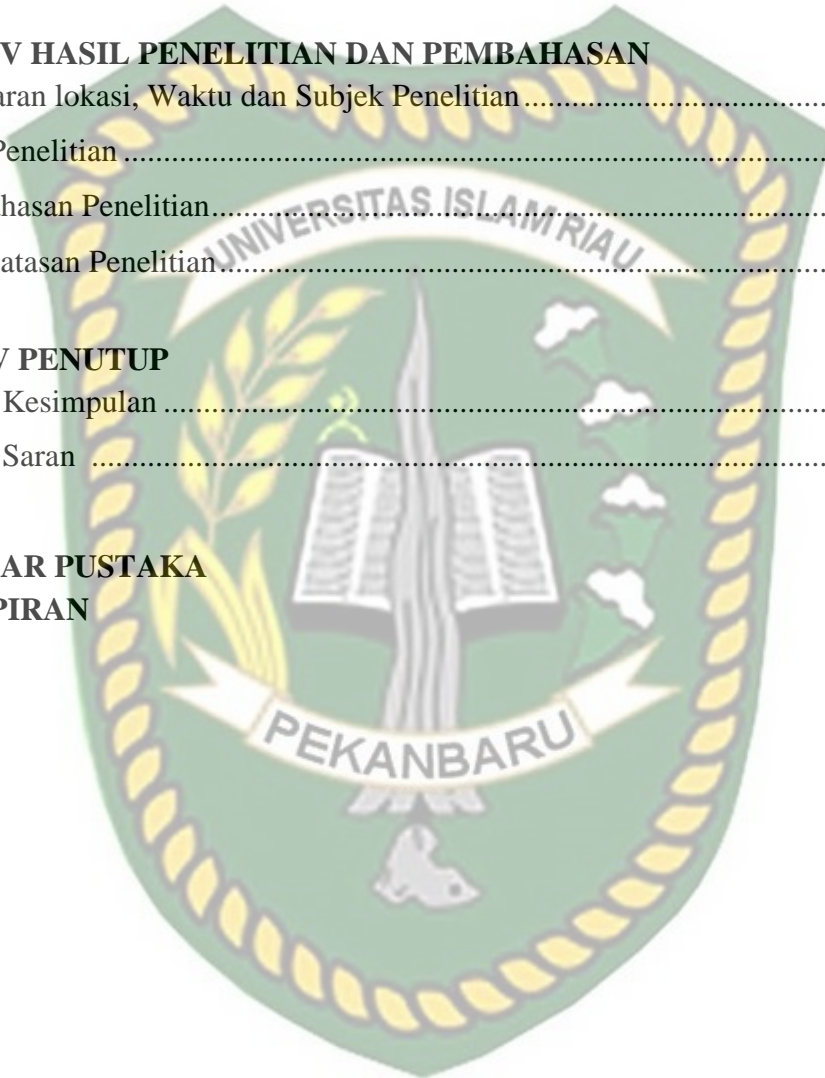 V HASIL PENELITIAN DAN PEMBAHASAN
aran lokasi, Waktu dan Subjek Penelitian ..........................................
Penelitian ..........................................................................................
hasan Penelitian...............................................................................
atasan Penelitian..............................................................................
UNIVERSITAS ISLAM RIAU
V PENUTUP
Kesimpulan .....................................................................................
Saran ..............................................................................................
AR PUSTAKA
PIRAN
PEKANBARU